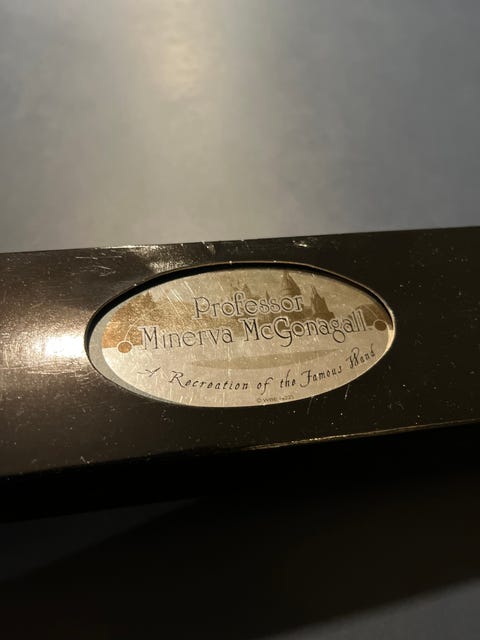 Professor
Minerva McGonagall
A Recreation of the Famous Wand